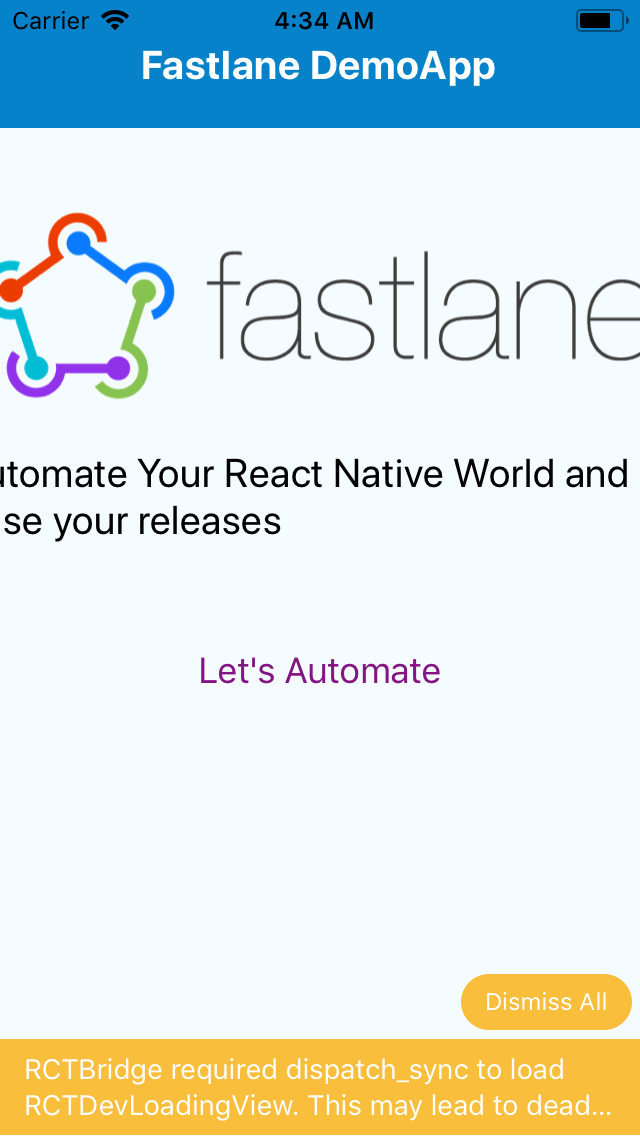 Carrier 4:34 AM
Fastlane DemoApp
fastlane
utomate Your React Native World and
se your releases
Let's Automate
Dismiss All
RCTBridge required dispatch_sync to load
RCTDevLoadingView. This may lead to dead...